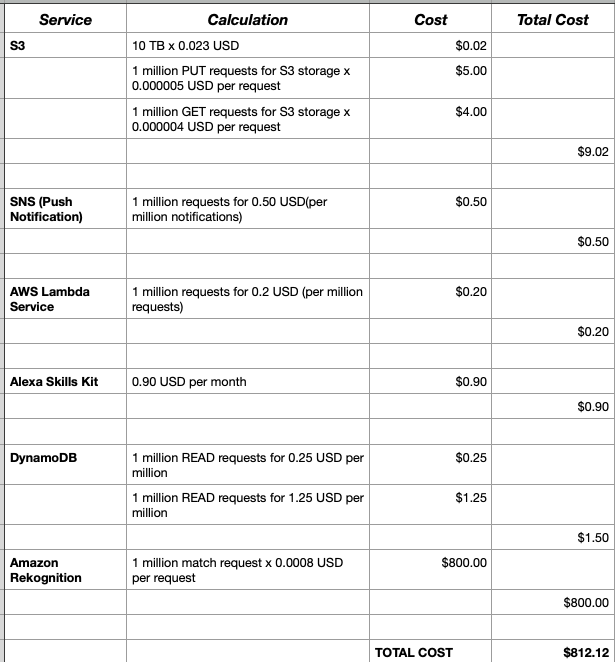 Service Calculation Cost Total Cost
S3 10 TB x 0.023 USD $0.02
1 million PUT requests for S3 storage x $5.00
0.000005 USD per request
1 million GET requests for S3 storage x $4.00
0.000004 USD per request
$9.02
SNS (Push 1 million requests for 0.50 USD(per $0.50
Notification) million notifications)
$0.50
AWS Lambda 1 million requests for 0.2 USD (per million $0.20
Service requests)
$0.20
Alexa Skills Kit 0.90 USD per month $0.90
$0.90
DynamoDB 1 million READ requests for 0.25 USD per $0.25
million
1 million READ requests for 1.25 USD per $1.25
million
$1.50
Amazon 1 million match request x 0.0008 USD $800.00
Rekognition per request
$800.00
TOTAL COST $812.12